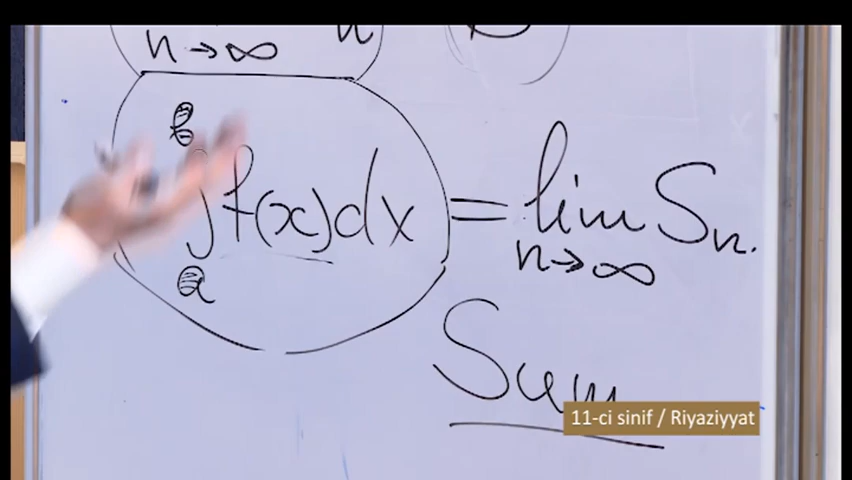 n→∞ n
b
∫f(x)dx = lim Sn.
a n→∞
Sum
11-ci sinif / Riyaziyyat